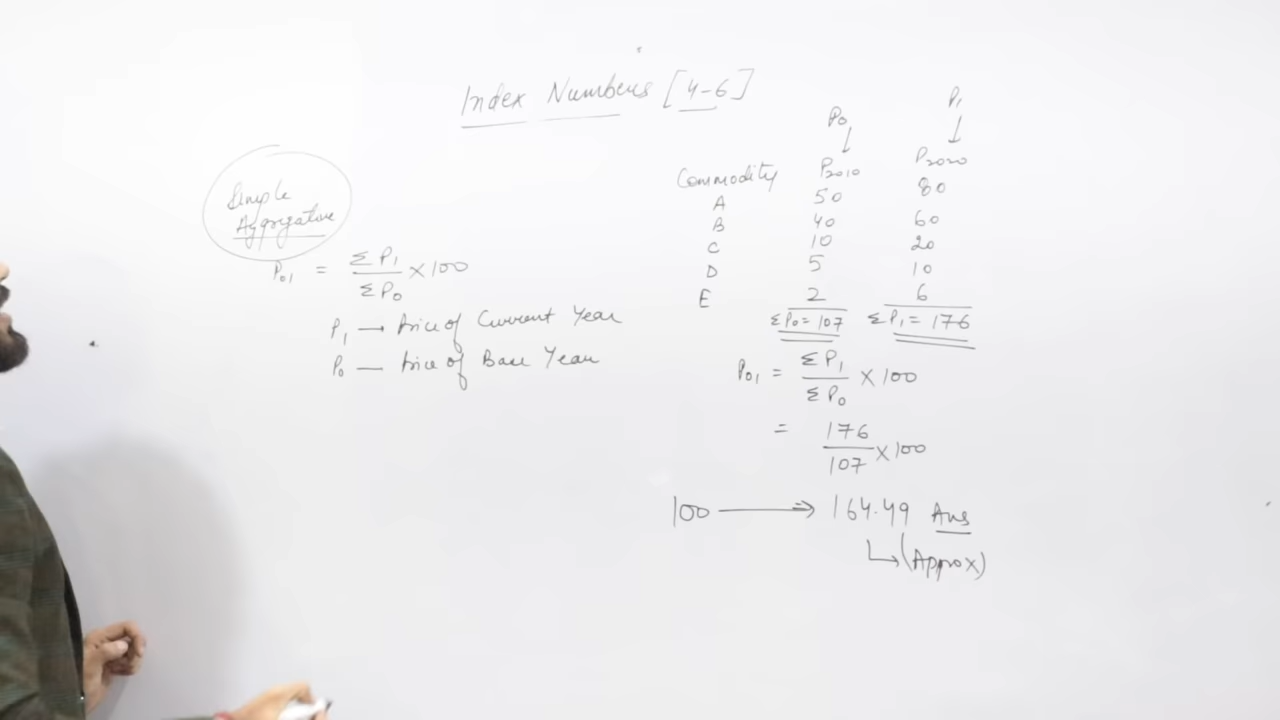 Index Numbers [4-6]
Simple
Aggregative
P₀₁ = ΣP₁/ΣP₀ × 100
P₁ → Price of Current Year
P₀ — Price of Base Year
P₀ P₁
↓ ↓
Commodity P₂₀₁₀ P₂₀₂₀
A 50 80
B 40 60
C 10 20
D 5 10
E 2 6
ΣP₀ = 107 ΣP₁ = 176
P₀₁ = ΣP₁/ΣP₀ × 100
= 176/107 × 100
100 ⟶ 164.49 Ans
↳ (Approx)